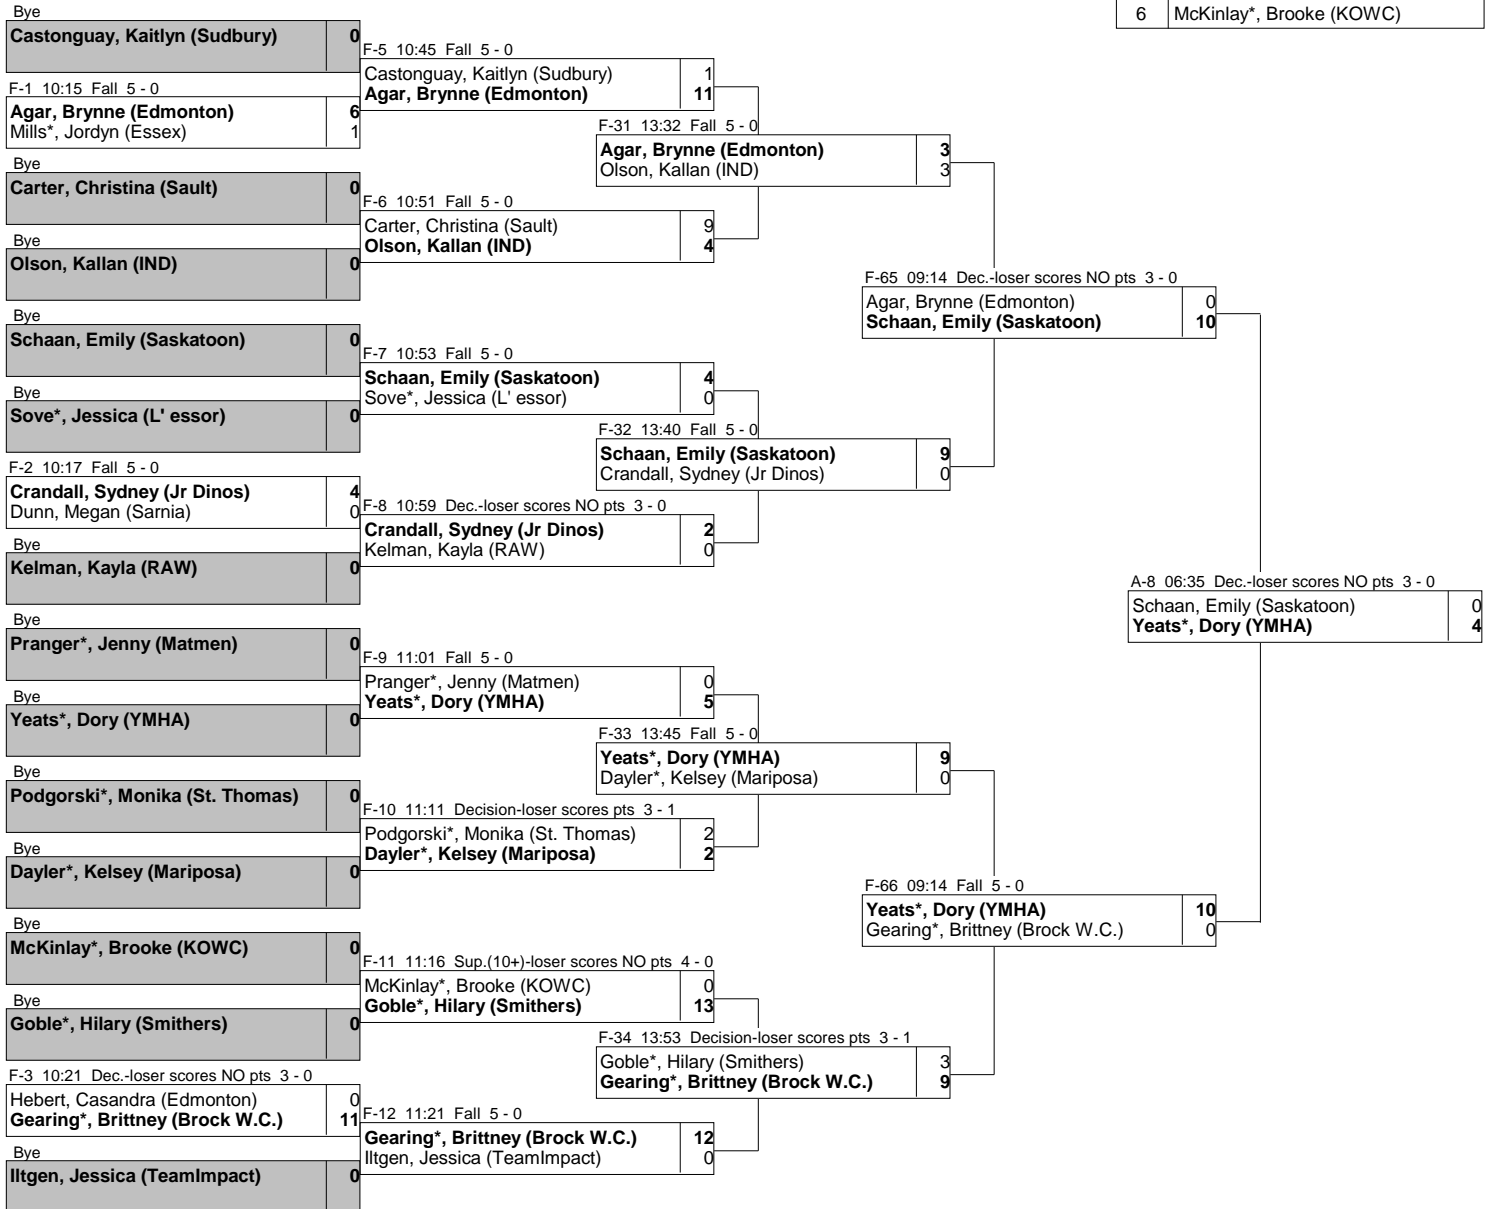 6 McKinlay*, Brooke (KOWC)
Bye
Castonguay, Kaitlyn (Sudbury) 0
F-1 10:15 Fall 5 - 0
Agar, Brynne (Edmonton) 6
Mills*, Jordyn (Essex) 1
Bye
Carter, Christina (Sault) 0
Bye
Olson, Kallan (IND) 0
Bye
Schaan, Emily (Saskatoon) 0
Bye
Sove*, Jessica (L' essor) 0
F-2 10:17 Fall 5 - 0
Crandall, Sydney (Jr Dinos) 4
Dunn, Megan (Sarnia) 0
Bye
Kelman, Kayla (RAW) 0
Bye
Pranger*, Jenny (Matmen) 0
Bye
Yeats*, Dory (YMHA) 0
Bye
Podgorski*, Monika (St. Thomas) 0
Bye
Dayler*, Kelsey (Mariposa) 0
Bye
McKinlay*, Brooke (KOWC) 0
Bye
Goble*, Hilary (Smithers) 0
F-3 10:21 Dec.-loser scores NO pts 3 - 0
Hebert, Casandra (Edmonton) 0
Gearing*, Brittney (Brock W.C.) 11
Bye
Iltgen, Jessica (TeamImpact) 0
F-5 10:45 Fall 5 - 0
Castonguay, Kaitlyn (Sudbury) 1
Agar, Brynne (Edmonton) 11
F-6 10:51 Fall 5 - 0
Carter, Christina (Sault) 9
Olson, Kallan (IND) 4
F-7 10:53 Fall 5 - 0
Schaan, Emily (Saskatoon) 4
Sove*, Jessica (L' essor) 0
F-8 10:59 Dec.-loser scores NO pts 3 - 0
Crandall, Sydney (Jr Dinos) 2
Kelman, Kayla (RAW) 0
F-9 11:01 Fall 5 - 0
Pranger*, Jenny (Matmen) 0
Yeats*, Dory (YMHA) 5
F-10 11:11 Decision-loser scores pts 3 - 1
Podgorski*, Monika (St. Thomas) 2
Dayler*, Kelsey (Mariposa) 2
F-11 11:16 Sup.(10+)-loser scores NO pts 4 - 0
McKinlay*, Brooke (KOWC) 0
Goble*, Hilary (Smithers) 13
F-12 11:21 Fall 5 - 0
Gearing*, Brittney (Brock W.C.) 12
Iltgen, Jessica (TeamImpact) 0
F-31 13:32 Fall 5 - 0
Agar, Brynne (Edmonton) 3
Olson, Kallan (IND) 3
F-32 13:40 Fall 5 - 0
Schaan, Emily (Saskatoon) 9
Crandall, Sydney (Jr Dinos) 0
F-33 13:45 Fall 5 - 0
Yeats*, Dory (YMHA) 9
Dayler*, Kelsey (Mariposa) 0
F-34 13:53 Decision-loser scores pts 3 - 1
Goble*, Hilary (Smithers) 3
Gearing*, Brittney (Brock W.C.) 9
F-65 09:14 Dec.-loser scores NO pts 3 - 0
Agar, Brynne (Edmonton) 0
Schaan, Emily (Saskatoon) 10
F-66 09:14 Fall 5 - 0
Yeats*, Dory (YMHA) 10
Gearing*, Brittney (Brock W.C.) 0
A-8 06:35 Dec.-loser scores NO pts 3 - 0
Schaan, Emily (Saskatoon) 0
Yeats*, Dory (YMHA) 4